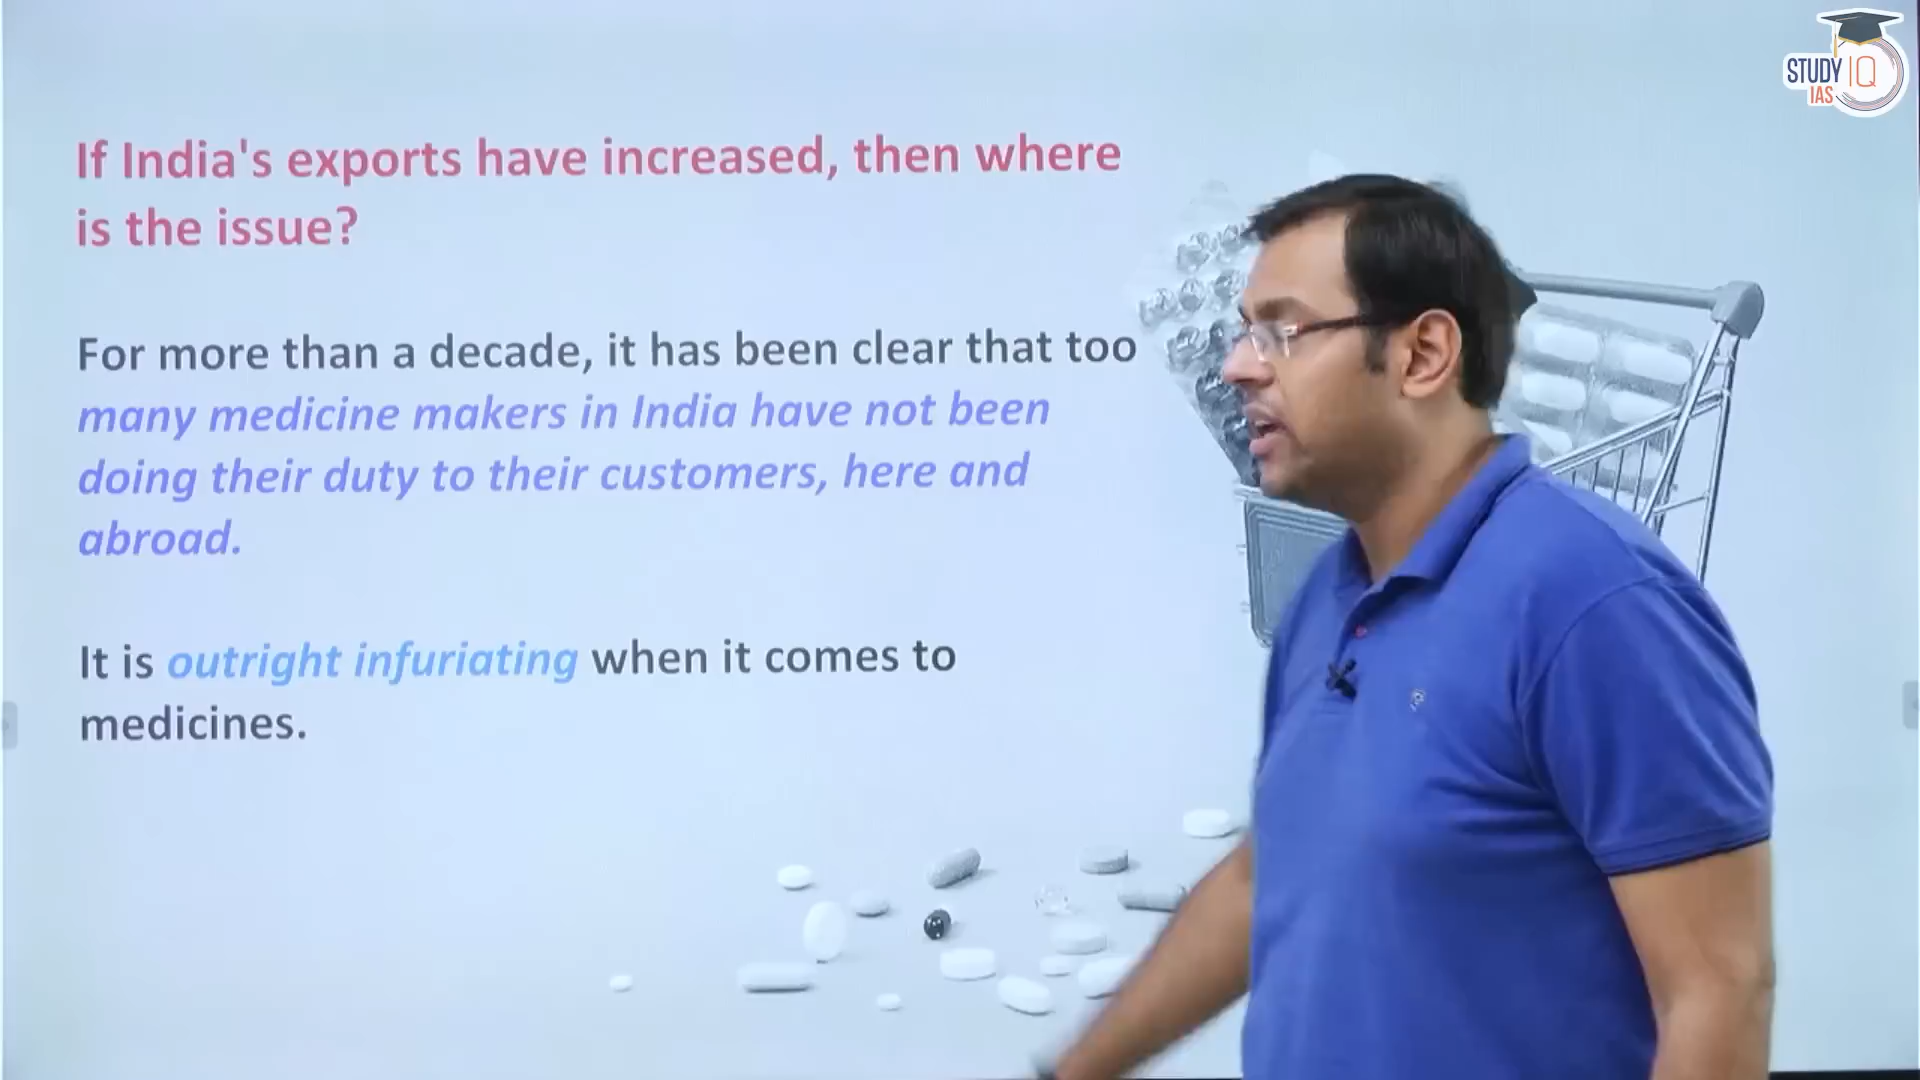 STUDY IQ
IAS
If India's exports have increased, then where
is the issue?
For more than a decade, it has been clear that too
many medicine makers in India have not been
doing their duty to their customers, here and
abroad.
It is outright infuriating when it comes to
medicines.